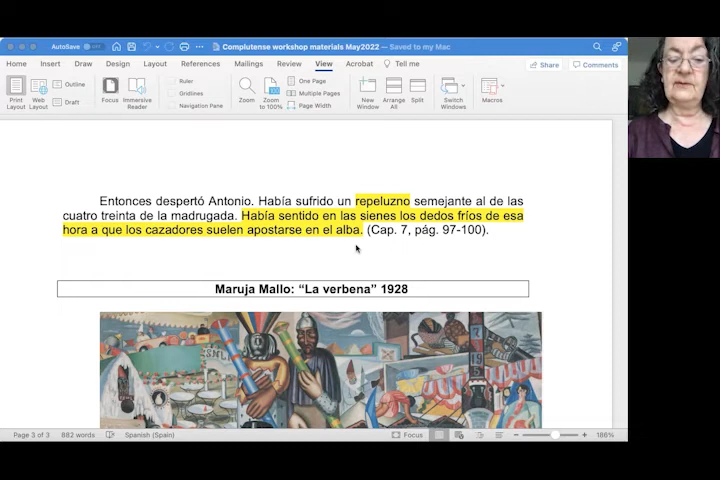 AutoSave OFF
Complutense workshop materials May2022 — Saved to my Mac
Home Insert Draw Design Layout References Mailings Review View Acrobat Tell me
Share Comments
Print Layout
Web Layout
Outline
Draft
Focus
Immersive Reader
Ruler
Gridlines
Navigation Pane
Zoom
Zoom to 100%
One Page
Multiple Pages
Page Width
New Window
Arrange All
Split
Switch Windows
Macros
Entonces despertó Antonio. Había sufrido un repeluzno semejante al de las
cuatro treinta de la madrugada. Había sentido en las sienes los dedos fríos de esa
hora a que los cazadores suelen apostarse en el alba. (Cap. 7, pág. 97-100).
Maruja Mallo: “La verbena” 1928
Page 3 of 3 882 words Spanish (Spain) Focus 186%